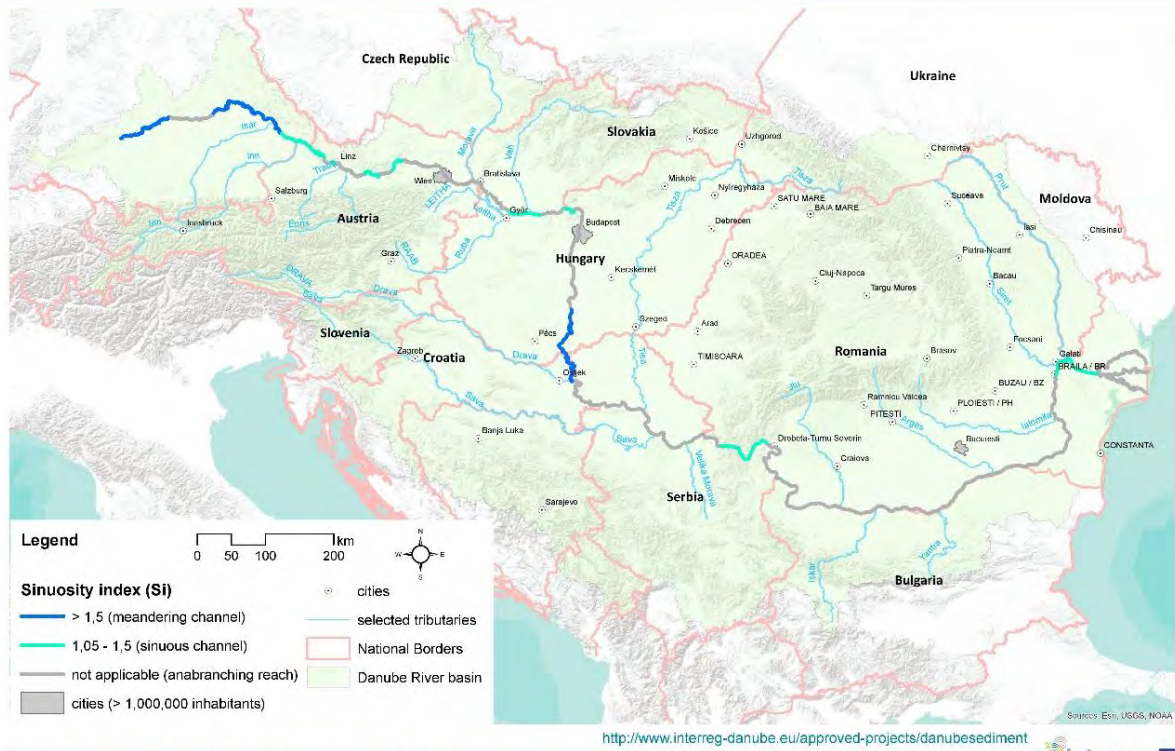 Czech Republic
Ukraine
Slovakia
Košice
Uzhgorod
Chernivtsy
Isar
Morava
Vah
Linz
Inn
Traun
Wien
Bratislava
Miskolc
Tisza
Tisza
Nyiregyháza
Prut
Suceava
Moldova
Salzburg
LEITHA
Leitha
Győr
SATU MARE
BAIA MARE
Austria
Budapest
Debrecen
Iasi
Chisinau
Inn
Innsbruck
Enns
Hungary
Piatra-Neamt
Graz
RAAB
Raba
ORADEA
Kecskemét
Cluj-Napoca
Bacau
DRAVA
Sava
Drava
Targu Mures
Siret
Szeged
Slovenia
Pécs
Arad
Zagreb
Croatia
Drava
Tisa
TIMISOARA
Romania
Brasov
Focsani
Galati
BRAILA / BR
Osijek
Sava
Jiu
Ramnicu Valcea
BUZAU / BZ
PITESTI
PLOIESTI / PH
Arges
Ialomita
Banja Luka
Sava
Drobeta-Turnu Severin
Bucuresti
CONSTANTA
Velika Morava
Craiova
Serbia
Sarajevo
Iskar
Yantra
Bulgaria
Legend
0 50 100 200
km
N
W E
S
Sinuosity index (Si)
cities
> 1,5 (meandering channel)
selected tributaries
1,05 - 1,5 (sinuous channel)
National Borders
not applicable (anabranching reach)
Danube River basin
cities (> 1,000,000 inhabitants)
Sources: Esri, USGS, NOAA
http://www.interreg-danube.eu/approved-projects/danubesediment